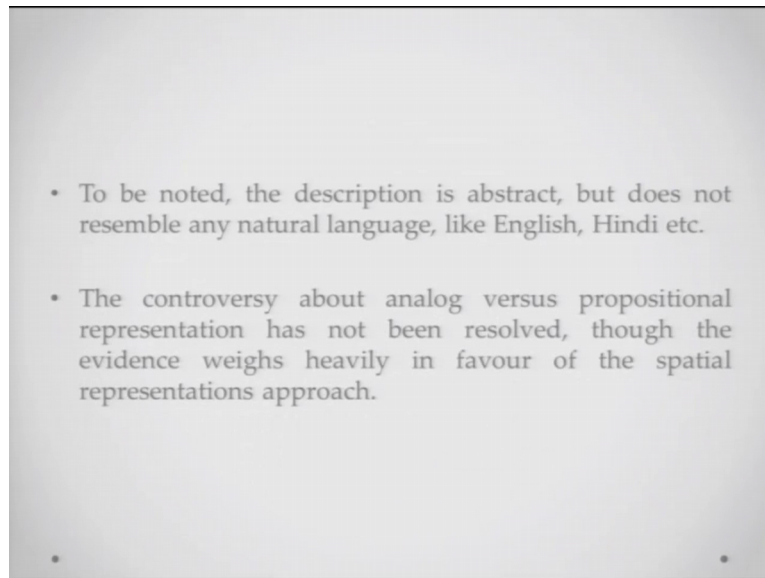 • To be noted, the description is abstract, but does not
resemble any natural language, like English, Hindi etc.
• The controversy about analog versus propositional
representation has not been resolved, though the
evidence weighs heavily in favour of the spatial
representations approach.